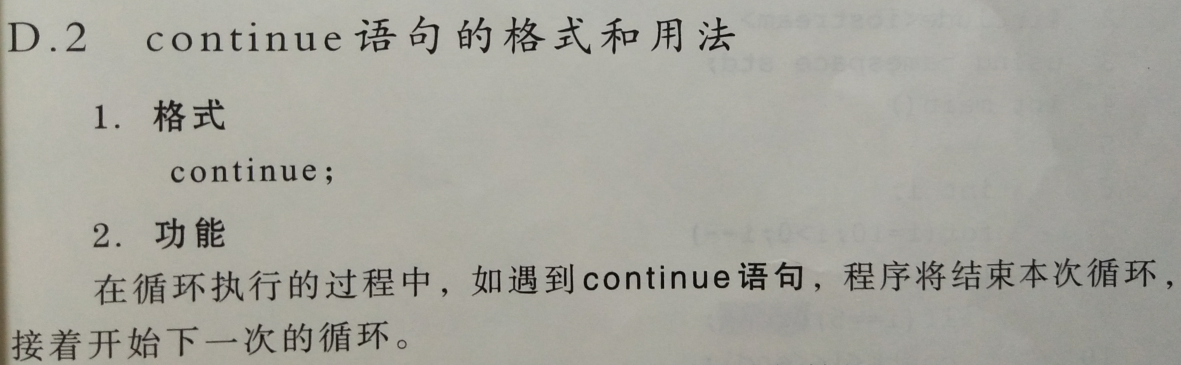 D.2 continue语句的格式和用法
1. 格式
continue;
2. 功能
在循环执行的过程中，如遇到continue语句，程序将结束本次循环，
接着开始下一次的循环。